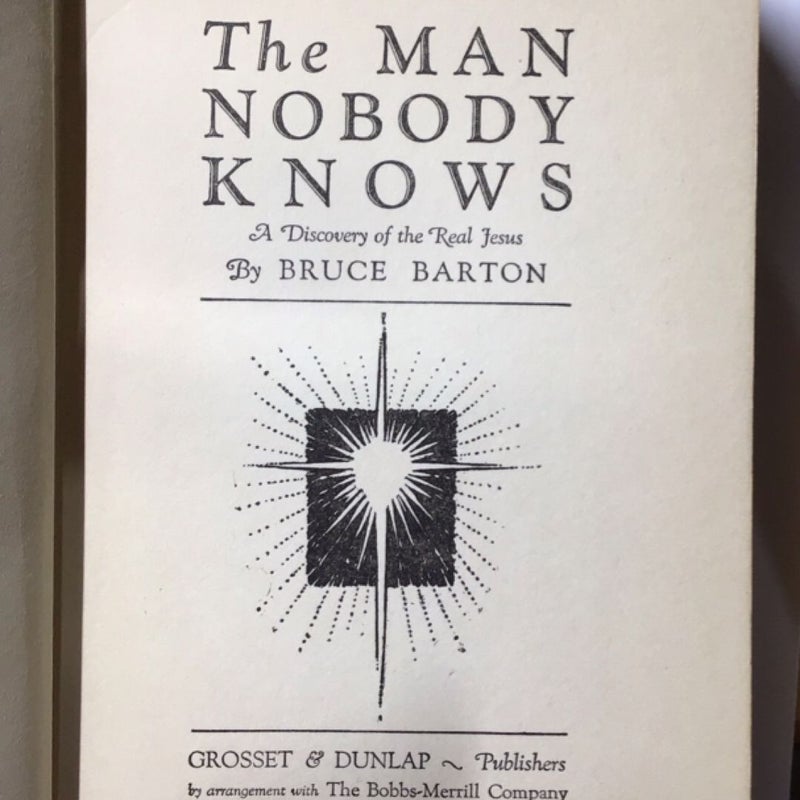 The MAN
NOBODY
KNOWS
A Discovery of the Real Jesus
By BRUCE BARTON
GROSSET & DUNLAP ~ Publishers
by arrangement with The Bobbs-Merrill Company